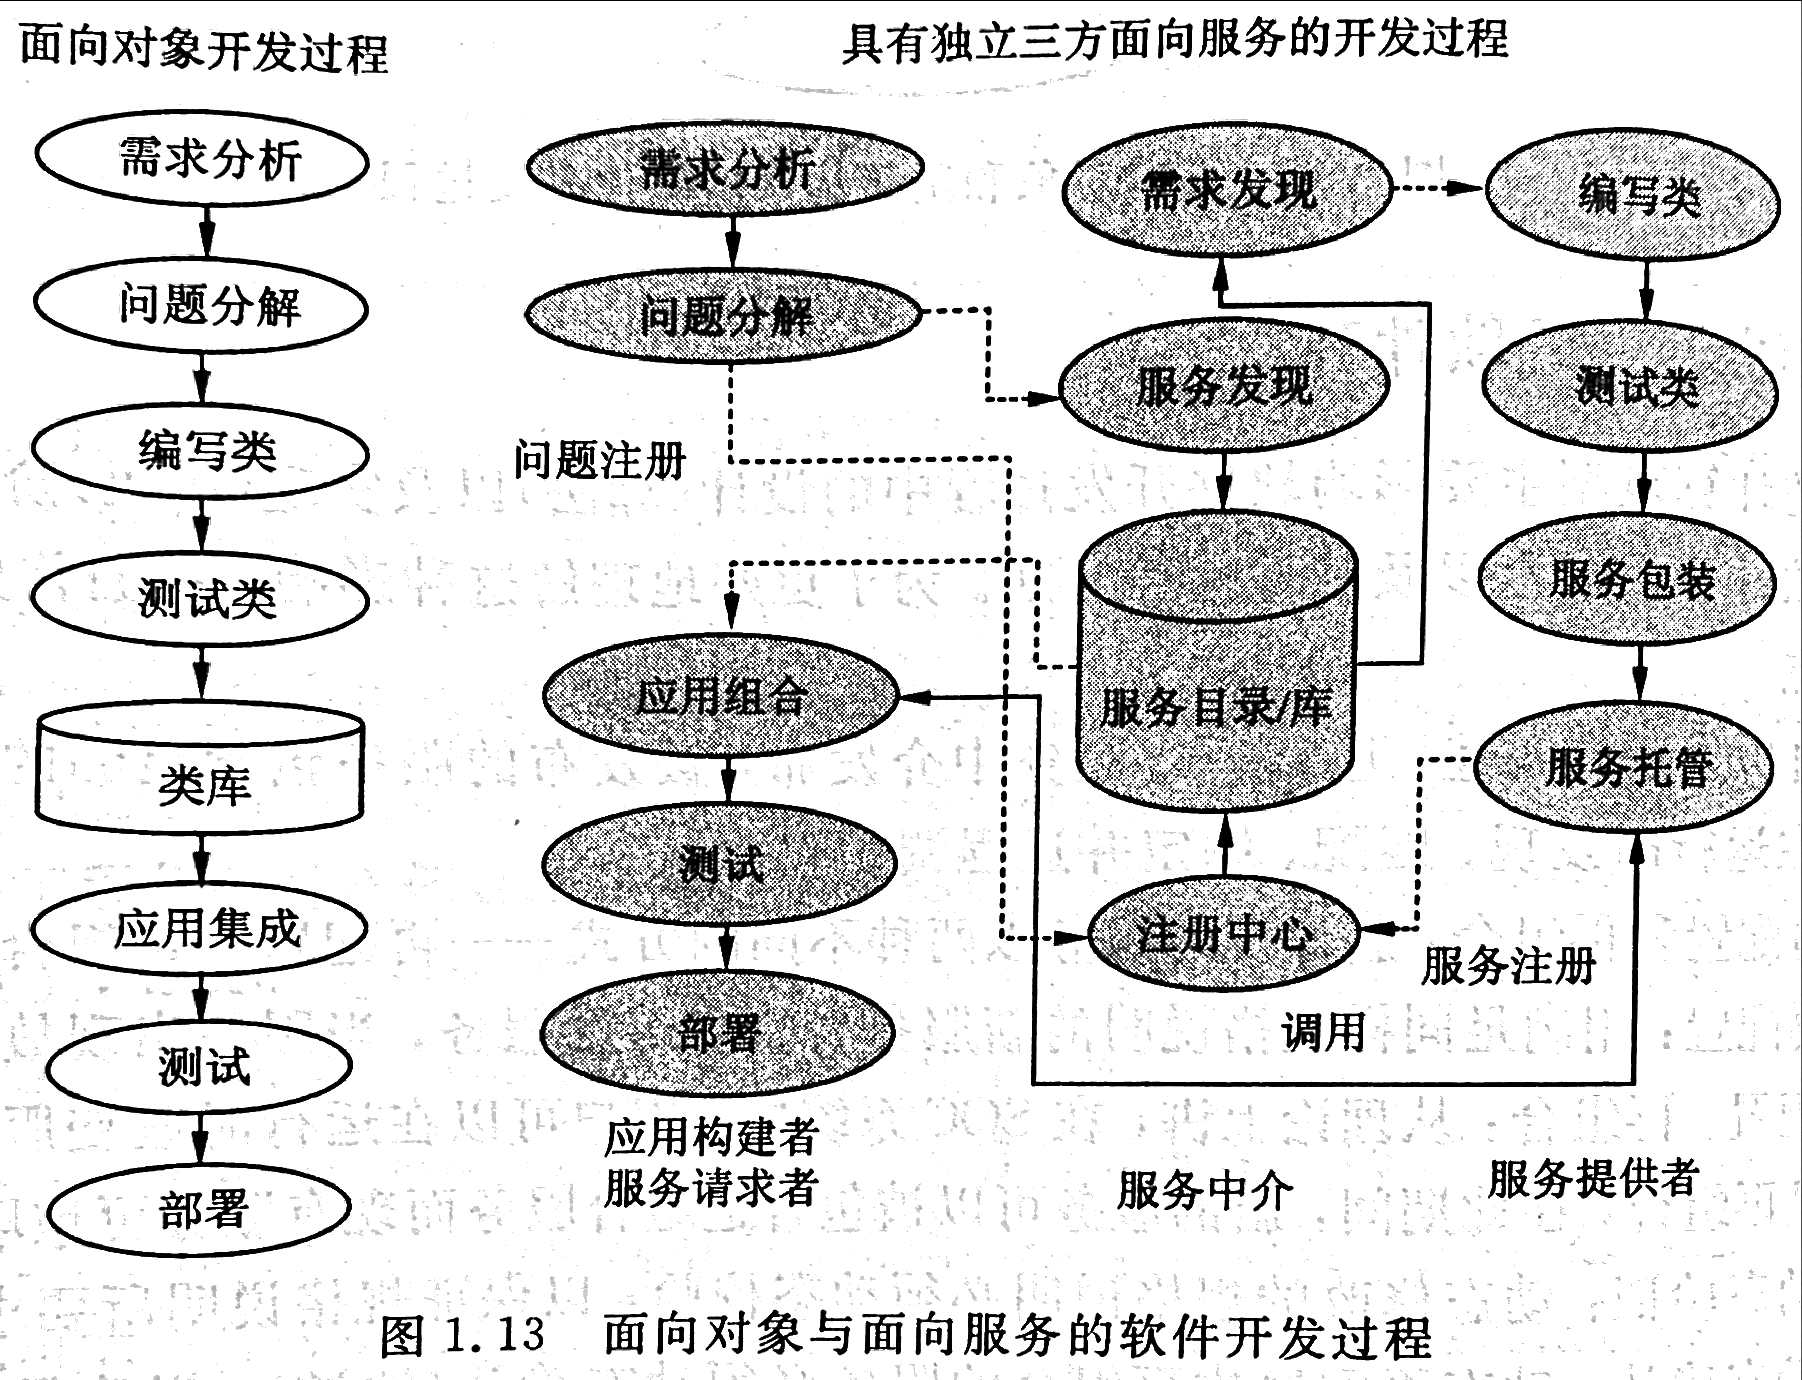 面向对象开发过程
具有独立三方面向服务的开发过程
需求分析
问题分解
编写类
测试类
类库
应用集成
测试
部署
需求分析
问题分解
问题注册
应用组合
测试
部署
应用构建者
服务请求者
需求发现
服务发现
服务目录/库
注册中心
服务中介
编写类
测试类
服务包装
服务托管
服务注册
调用
服务提供者
图 1.13 面向对象与面向服务的软件开发过程